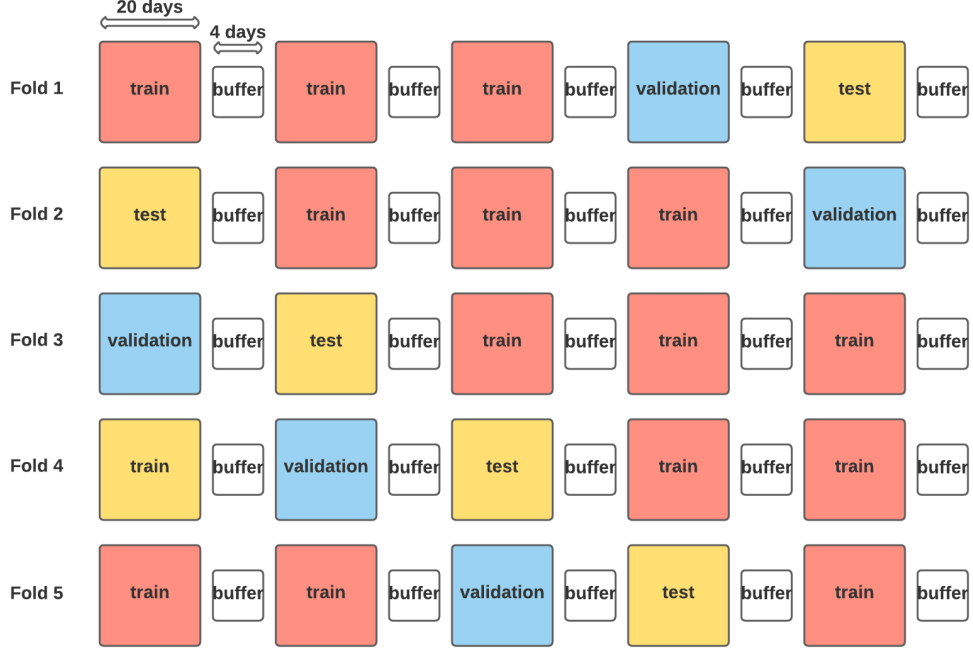 20 days
4 days
Fold 1 train buffer train buffer train buffer validation buffer test buffer
Fold 2 test buffer train buffer train buffer train buffer validation buffer
Fold 3 validation buffer test buffer train buffer train buffer train buffer
Fold 4 train buffer validation buffer test buffer train buffer train buffer
Fold 5 train buffer train buffer validation buffer test buffer train buffer